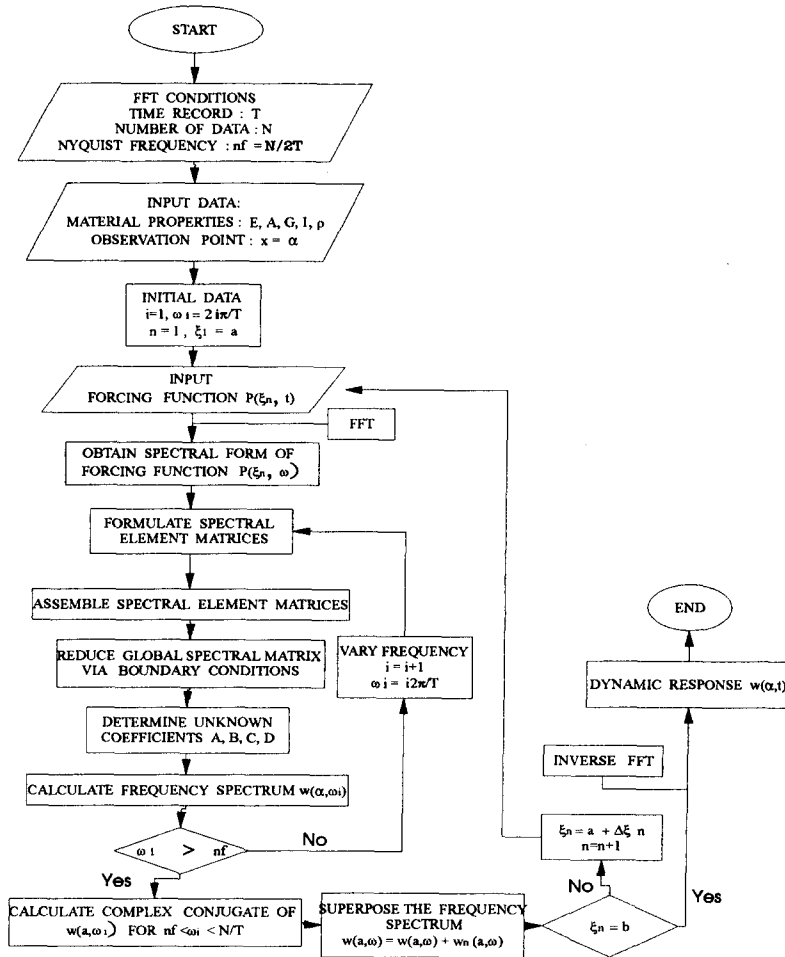 START
FFT CONDITIONS
TIME RECORD : T
NUMBER OF DATA : N
NYQUIST FREQUENCY : nf = N/2T
INPUT DATA:
MATERIAL PROPERTIES : E, A, G, I, ρ
OBSERVATION POINT : x = α
INITIAL DATA
i=1, ω i = 2 iπ/T
n = 1 , ξ1 = a
INPUT
FORCING FUNCTION P(ξn, t)
FFT
OBTAIN SPECTRAL FORM OF
FORCING FUNCTION P(ξn, ω)
FORMULATE SPECTRAL
ELEMENT MATRICES
ASSEMBLE SPECTRAL ELEMENT MATRICES
REDUCE GLOBAL SPECTRAL MATRIX
VIA BOUNDARY CONDITIONS
VARY FREQUENCY
i = i+1
ω i = i2π/T
DETERMINE UNKNOWN
COEFFICIENTS A, B, C, D
CALCULATE FREQUENCY SPECTRUM w(α,ωi)
ω i > nf
No
Yes
CALCULATE COMPLEX CONJUGATE OF
w(a,ωi) FOR nf <ωi < N/T
SUPERPOSE THE FREQUENCY
SPECTRUM
w(a,ω) = w(a,ω) + wn (a,ω)
ξn = b
No
Yes
ξn = a + Δξ n
n=n+1
INVERSE FFT
DYNAMIC RESPONSE w(α,t)
END